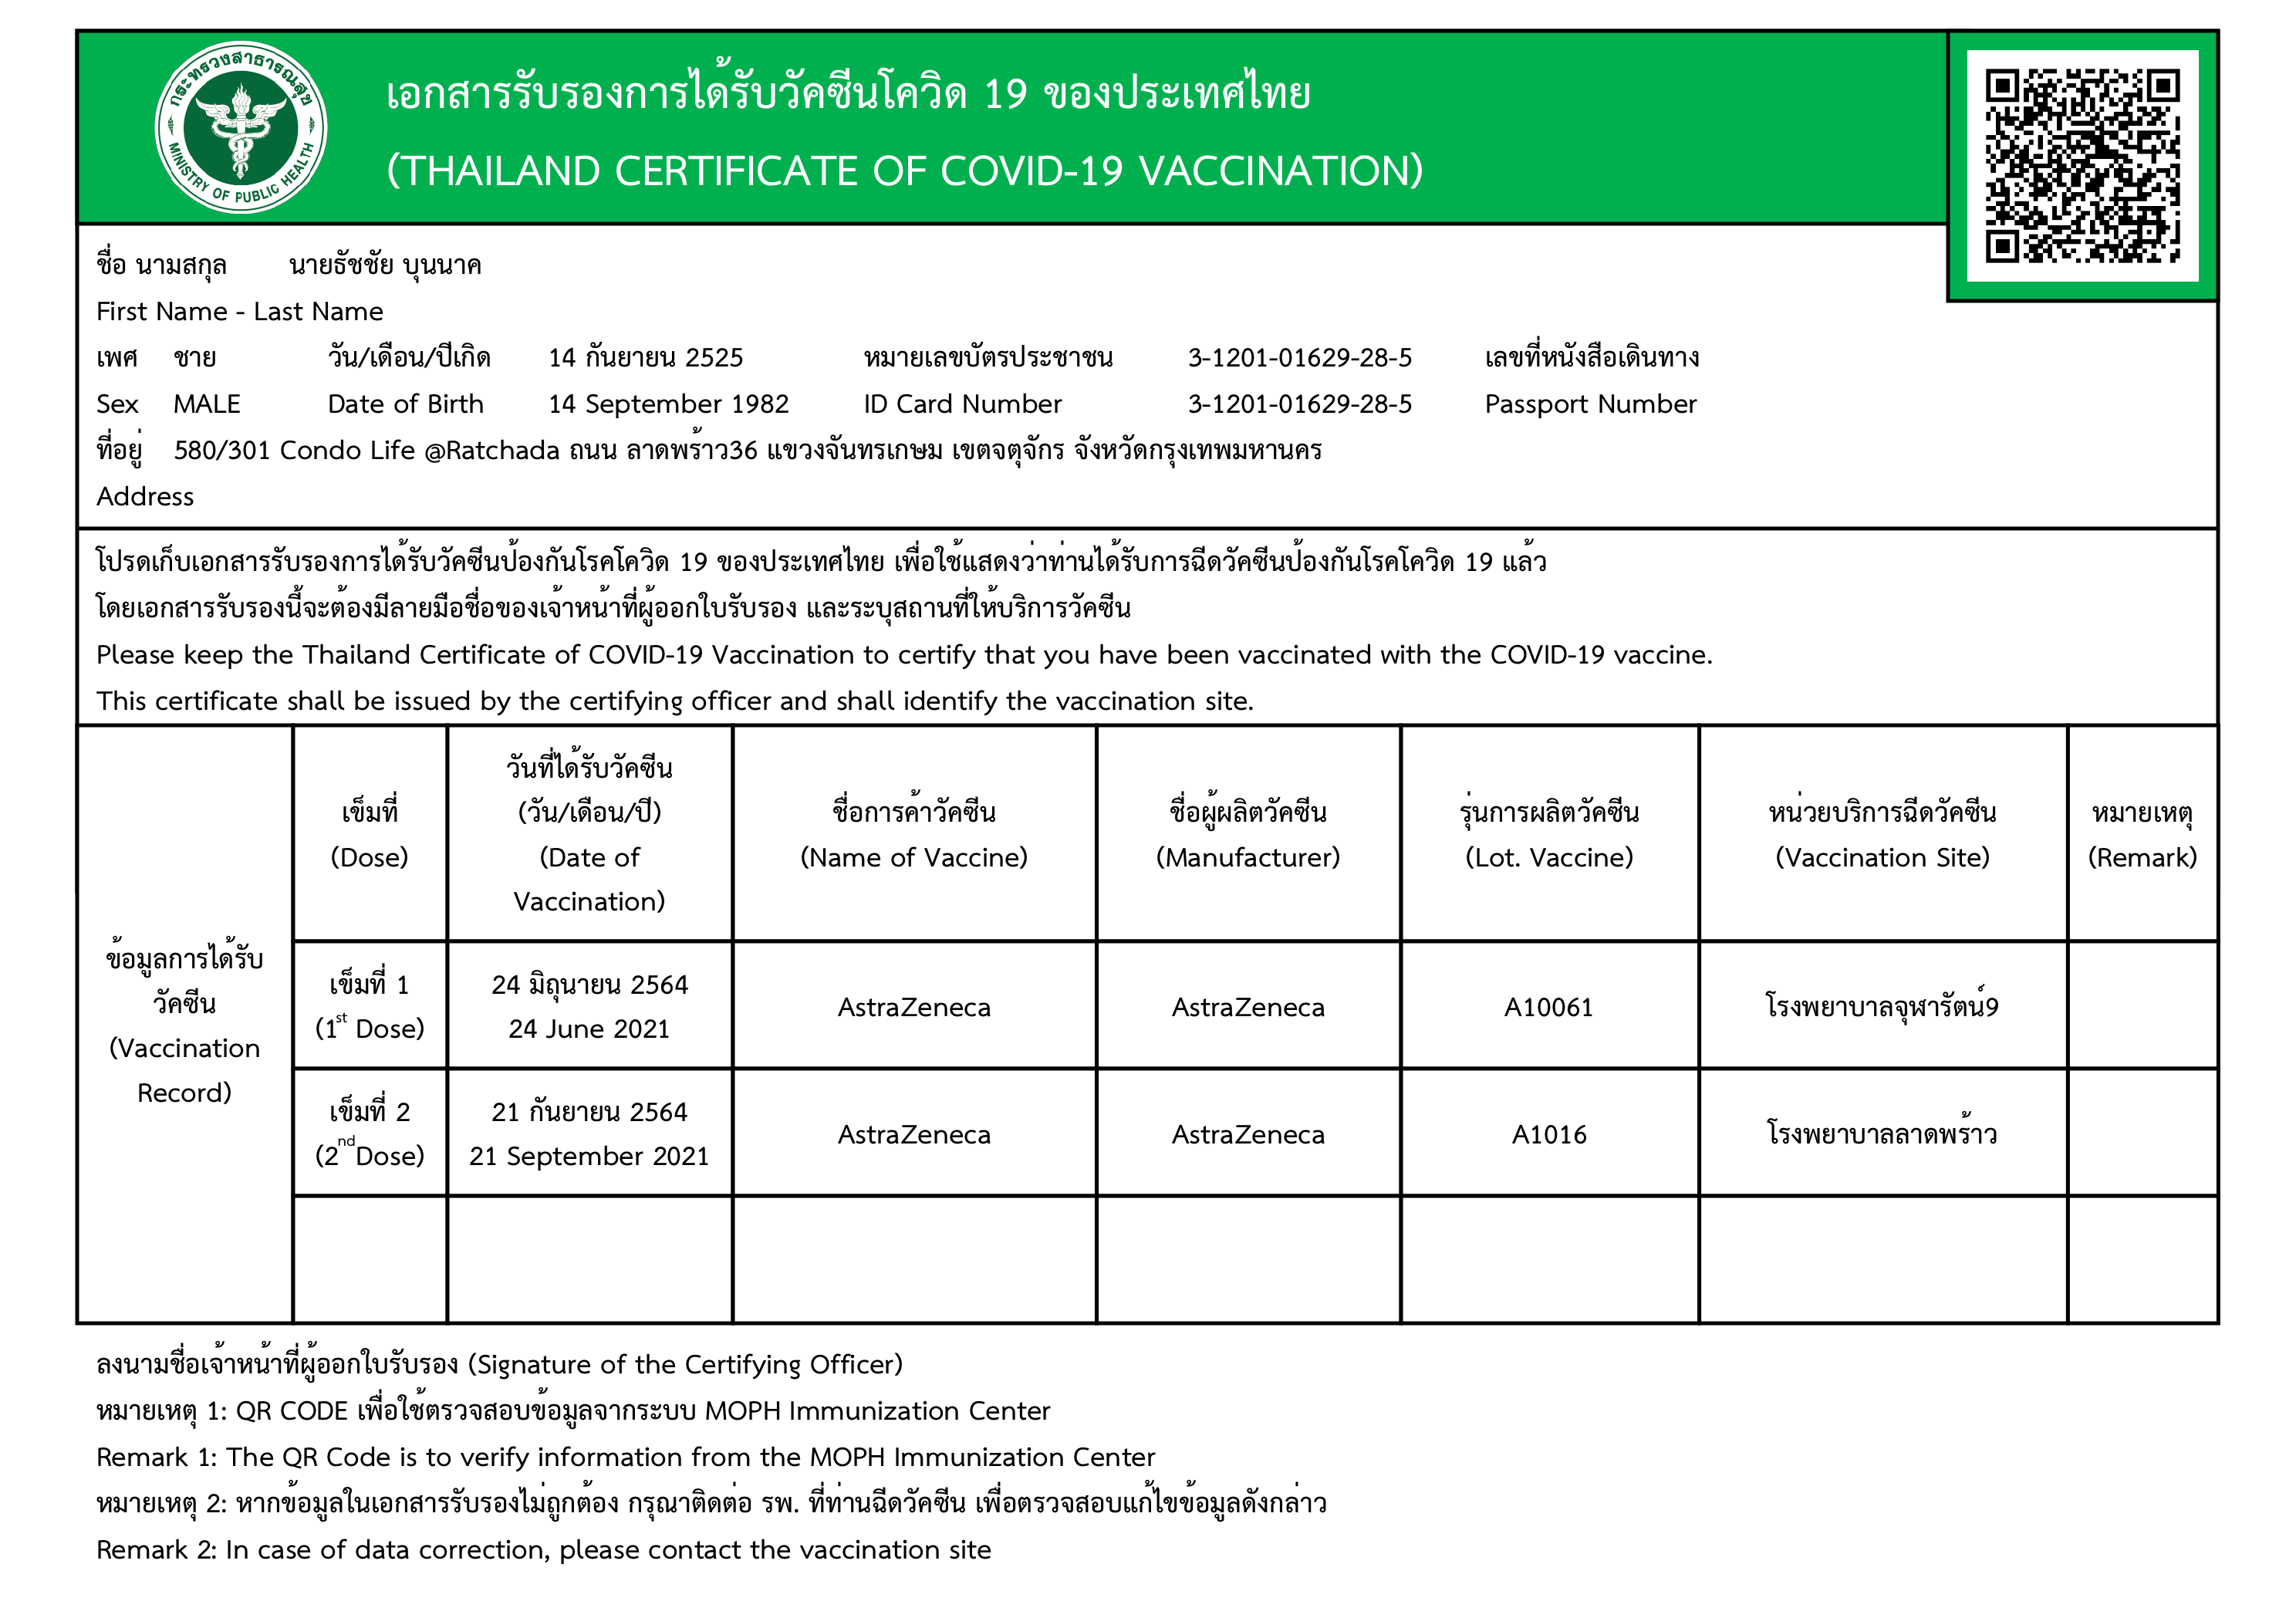 กระทรวงสาธารณสุข
MINISTRY OF PUBLIC HEALTH
เอกสารรับรองการได้รับวัคซีนโควิด 19 ของประเทศไทย
(THAILAND CERTIFICATE OF COVID-19 VACCINATION)
ชื่อ นามสกุล นายธัชชัย บุนนาค
First Name - Last Name
เพศ ชาย วัน/เดือน/ปีเกิด 14 กันยายน 2525 หมายเลขบัตรประชาชน 3-1201-01629-28-5 เลขที่หนังสือเดินทาง
Sex MALE Date of Birth 14 September 1982 ID Card Number 3-1201-01629-28-5 Passport Number
ที่อยู่ 580/301 Condo Life @Ratchada ถนน ลาดพร้าว36 แขวงจันทรเกษม เขตจตุจักร จังหวัดกรุงเทพมหานคร
Address
โปรดเก็บเอกสารรับรองการได้รับวัคซีนป้องกันโรคโควิด 19 ของประเทศไทย เพื่อใช้แสดงว่าท่านได้รับการฉีดวัคซีนป้องกันโรคโควิด 19 แล้ว
โดยเอกสารรับรองนี้จะต้องมีลายมือชื่อของเจ้าหน้าที่ผู้ออกใบรับรอง และระบุสถานที่ให้บริการวัคซีน
Please keep the Thailand Certificate of COVID-19 Vaccination to certify that you have been vaccinated with the COVID-19 vaccine.
This certificate shall be issued by the certifying officer and shall identify the vaccination site.
ข้อมูลการได้รับ
วัคซีน
(Vaccination
Record)
เข็มที่
(Dose)
วันที่ได้รับวัคซีน
(วัน/เดือน/ปี)
(Date of
Vaccination)
ชื่อการค้าวัคซีน
(Name of Vaccine)
ชื่อผู้ผลิตวัคซีน
(Manufacturer)
รุ่นการผลิตวัคซีน
(Lot. Vaccine)
หน่วยบริการฉีดวัคซีน
(Vaccination Site)
หมายเหตุ
(Remark)
เข็มที่ 1
(1st Dose)
24 มิถุนายน 2564
24 June 2021
AstraZeneca
AstraZeneca
A10061
โรงพยาบาลจุฬารัตน์9
เข็มที่ 2
(2nd Dose)
21 กันยายน 2564
21 September 2021
AstraZeneca
AstraZeneca
A1016
โรงพยาบาลลาดพร้าว
ลงนามชื่อเจ้าหน้าที่ผู้ออกใบรับรอง (Signature of the Certifying Officer)
หมายเหตุ 1: QR CODE เพื่อใช้ตรวจสอบข้อมูลจากระบบ MOPH Immunization Center
Remark 1: The QR Code is to verify information from the MOPH Immunization Center
หมายเหตุ 2: หากข้อมูลในเอกสารรับรองไม่ถูกต้อง กรุณาติดต่อ รพ. ที่ท่านฉีดวัคซีน เพื่อตรวจสอบแก้ไขข้อมูลดังกล่าว
Remark 2: In case of data correction, please contact the vaccination site